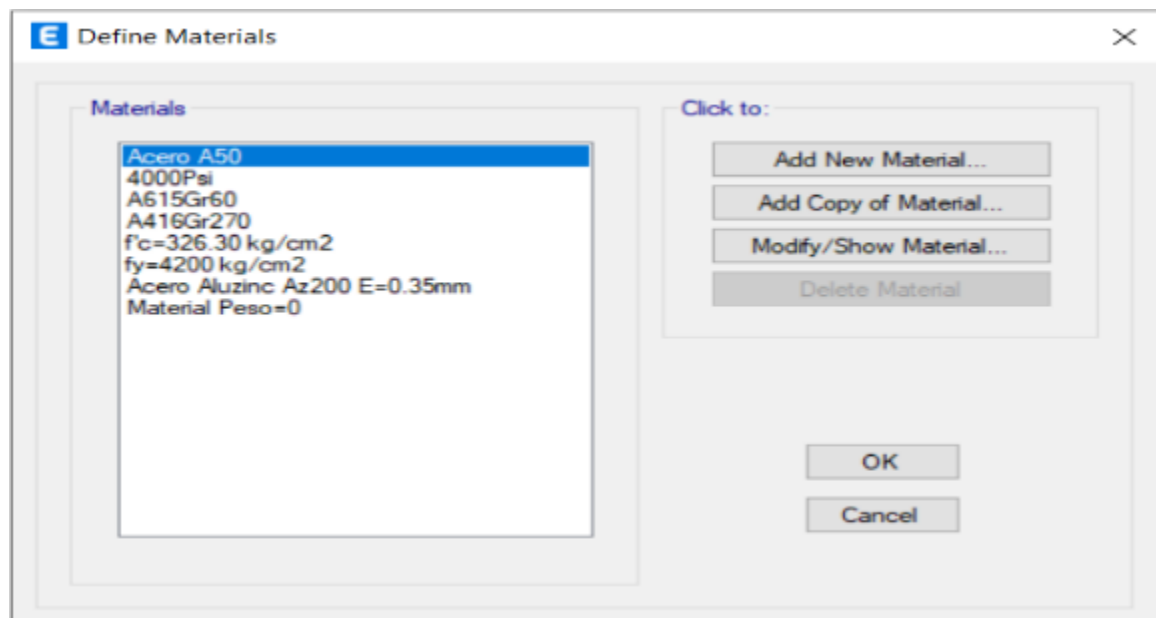 E Define Materials
Materials
Acero A50
4000Psi
A615Gr60
A416Gr270
f'c=326.30 kg/cm2
fy=4200 kg/cm2
Acero Aluzinc Az200 E=0.35mm
Material Peso=0
Click to:
Add New Material...
Add Copy of Material...
Modify/Show Material...
Delete Material
OK
Cancel